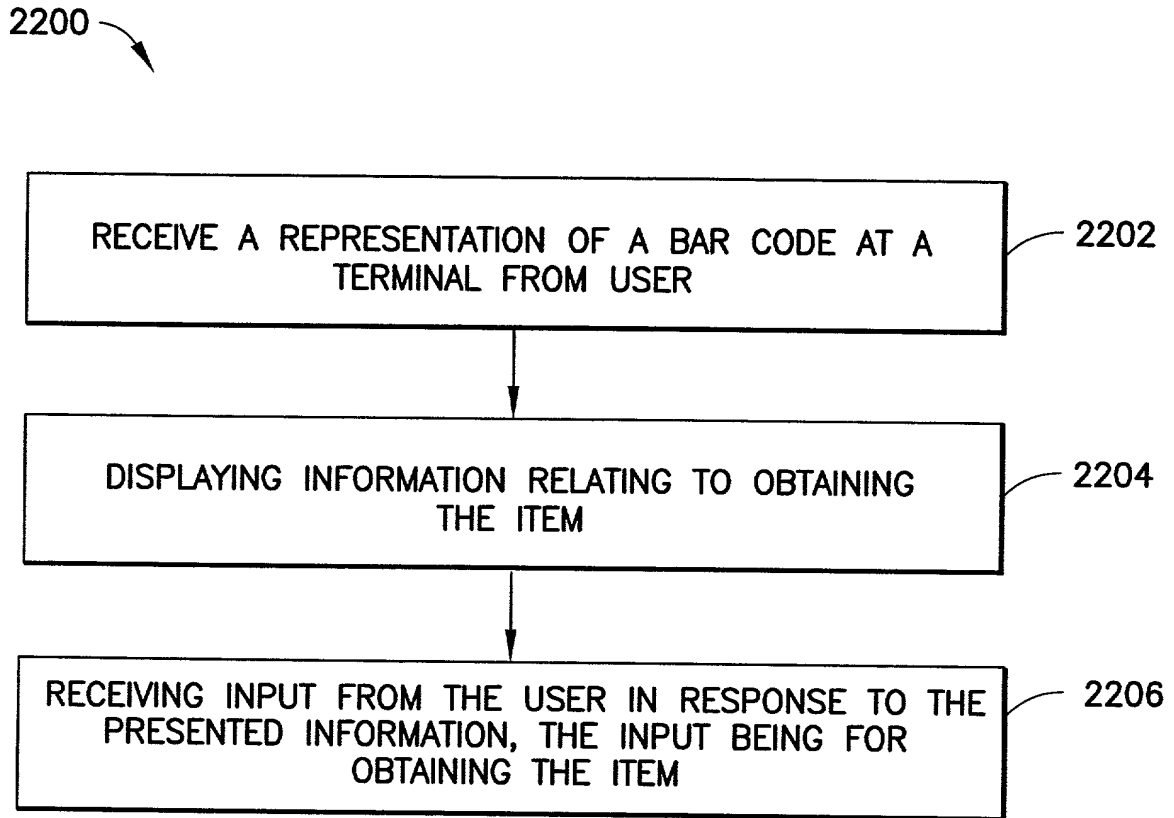 2200
RECEIVE A REPRESENTATION OF A BAR CODE AT A
TERMINAL FROM USER
2202
DISPLAYING INFORMATION RELATING TO OBTAINING
THE ITEM
2204
RECEIVING INPUT FROM THE USER IN RESPONSE TO THE
PRESENTED INFORMATION, THE INPUT BEING FOR
OBTAINING THE ITEM
2206